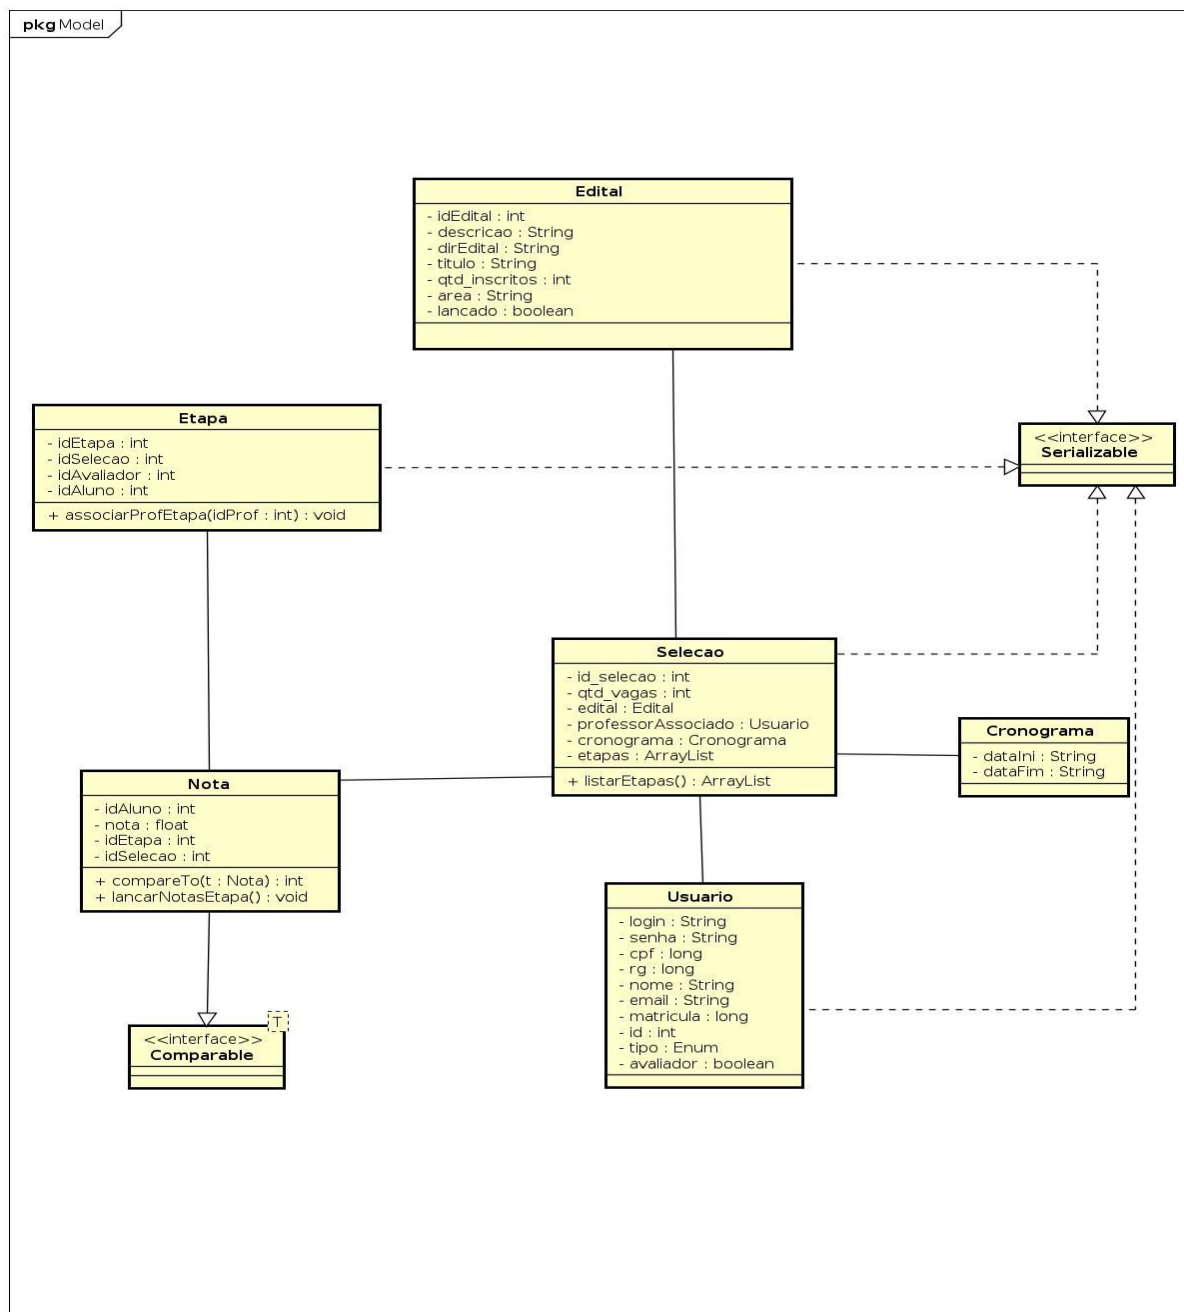 pkg Model
Edital
- idEdital : int
- descricao : String
- dirEdital : String
- titulo : String
- qtd_inscritos : int
- area : String
- lancado : boolean
Etapa
- idEtapa : int
- idSelecao : int
- idAvaliador : int
- idAluno : int
+ associarProfEtapa(idProf : int) : void
<<interface>>
Serializable
Selecao
- id_selecao : int
- qtd_vagas : int
- edital : Edital
- professorAssociado : Usuario
- cronograma : Cronograma
- etapas : ArrayList
+ listarEtapas() : ArrayList
Cronograma
- dataIni : String
- dataFim : String
Nota
- idAluno : int
- nota : float
- idEtapa : int
- idSelecao : int
+ compareTo(t : Nota) : int
+ lancarNotasEtapa() : void
Usuario
- login : String
- senha : String
- cpf : long
- rg : long
- nome : String
- email : String
- matricula : long
- id : int
- tipo : Enum
- avaliador : boolean
T
<<interface>>
Comparable